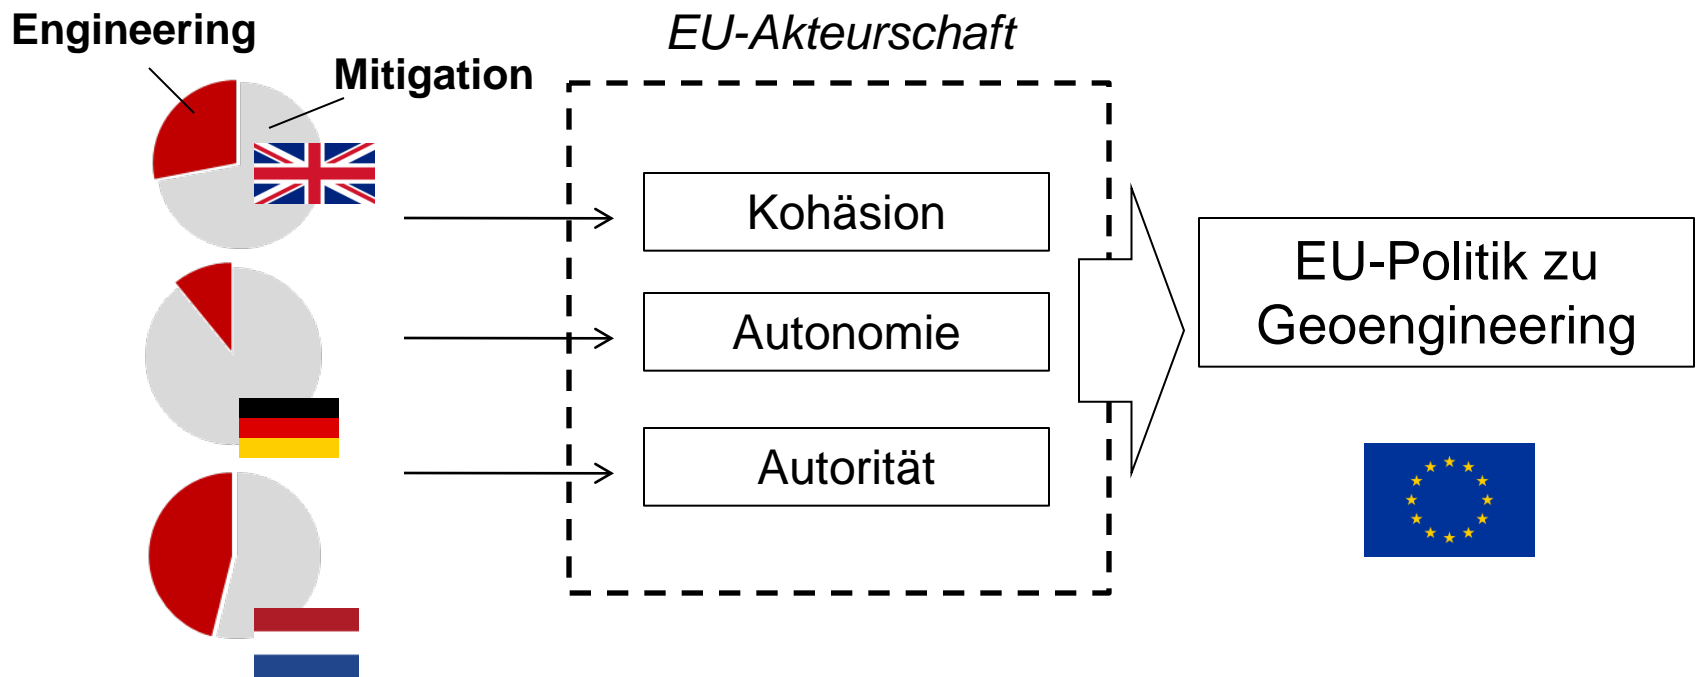 Engineering
Mitigation
EU-Akteurschaft
Kohäsion
Autonomie
Autorität
EU-Politik zu
Geoengineering